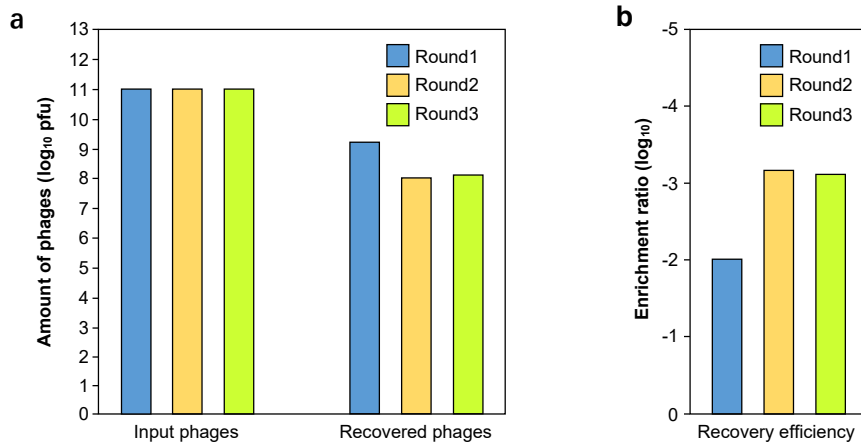 a
Amount of phages (log₁₀ pfu)
13
12
11
10
9
8
7
6
5
4
3
2
1
0
Round1
Round2
Round3
Input phages
Recovered phages
b
Enrichment ratio (log₁₀)
-5
-4
-3
-2
-1
0
Round1
Round2
Round3
Recovery efficiency